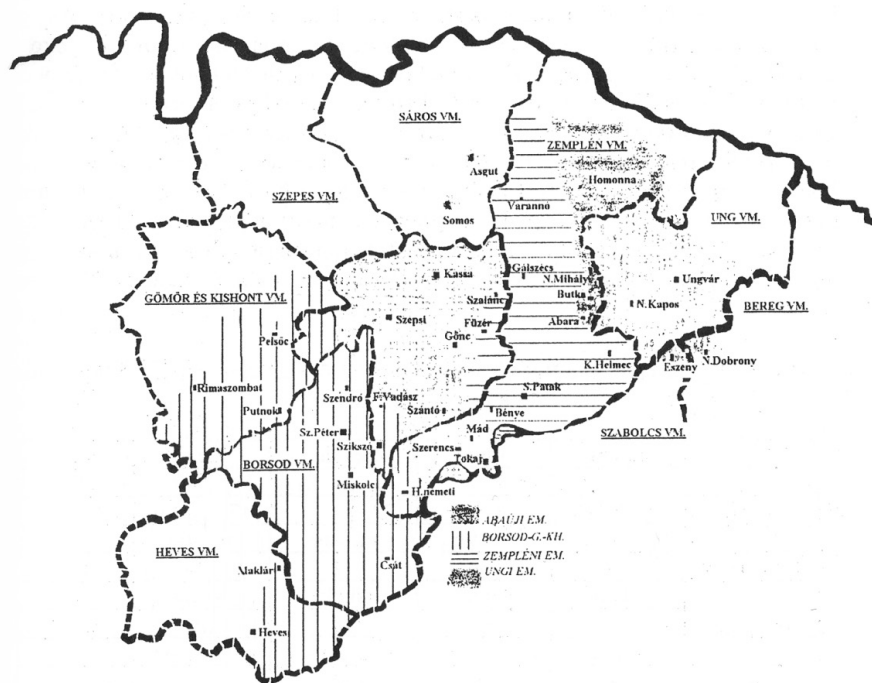 SÁROS VM.
ZEMPLÉN VM.
Asgut
Homonna
SZEPES VM.
Varannó
Somos
UNG VM.
Kassa
Gálszécs
N.Mihály
Ungvár
GÖMÖR ÉS KISHONT VM.
Butka
Szalánc
N.Kapos
BEREG VM.
Szepsi
Füzér
Abara
Pelsőc
Gönc
K.Helmec
Eszény
N.Dobrony
Rimaszombat
Szendrő
F.Vadász
S.Patak
Putnok
Szántó
Bénye
Sz.Péter
Mád
SZABOLCS VM.
Szikszó
Szerencs
Tokaj
BORSOD VM.
Miskolc
H.németi
ABAÚJI EM.
BORSOD-G.-KH.
HEVES VM.
ZEMPLÉNI EM.
Maklár
Csát
UNGI EM.
Heves